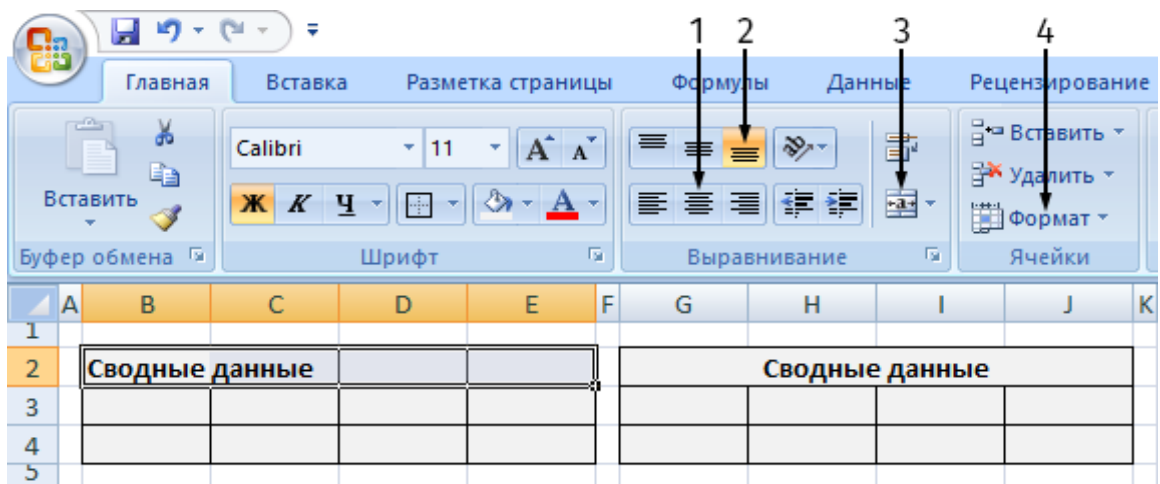 1 2 3 4
Главная Вставка Разметка страницы Формулы Данные Рецензирование
Calibri 11 А А Вставить
Удалить
Вставить Ж К Ч a Формат
Буфер обмена Шрифт Выравнивание Ячейки
A B C D E F G H I J K
1
2 Сводные данные Сводные данные
3
4
5